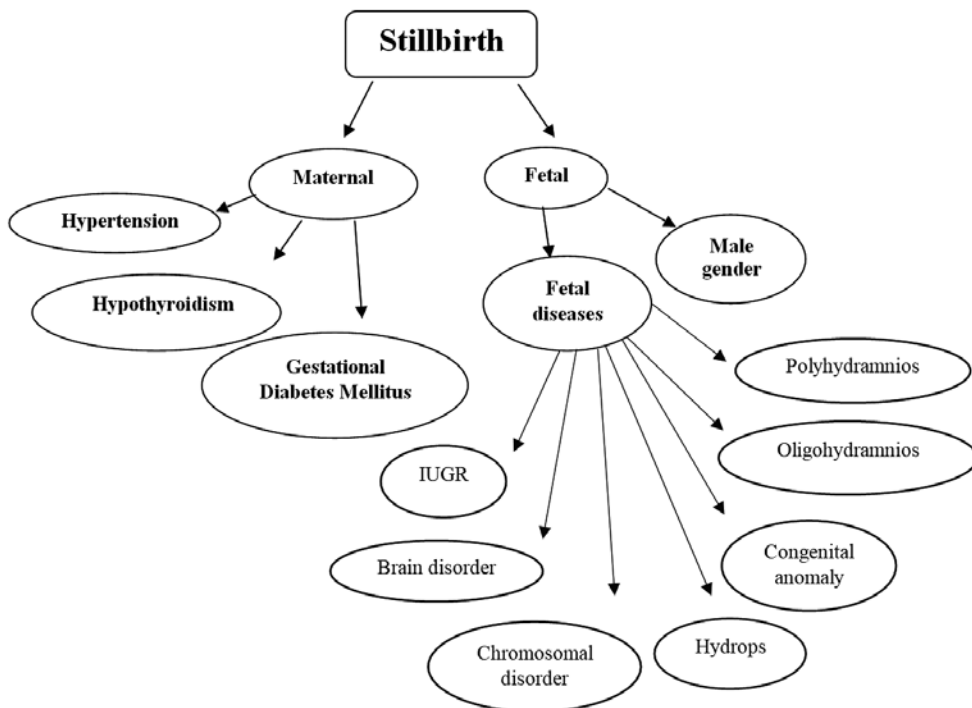 Stillbirth
Maternal
Fetal
Hypertension
Male
gender
Hypothyroidism
Fetal
diseases
Gestational
Diabetes Mellitus
Polyhydramnios
Oligohydramnios
IUGR
Congenital
anomaly
Brain disorder
Hydrops
Chromosomal
disorder